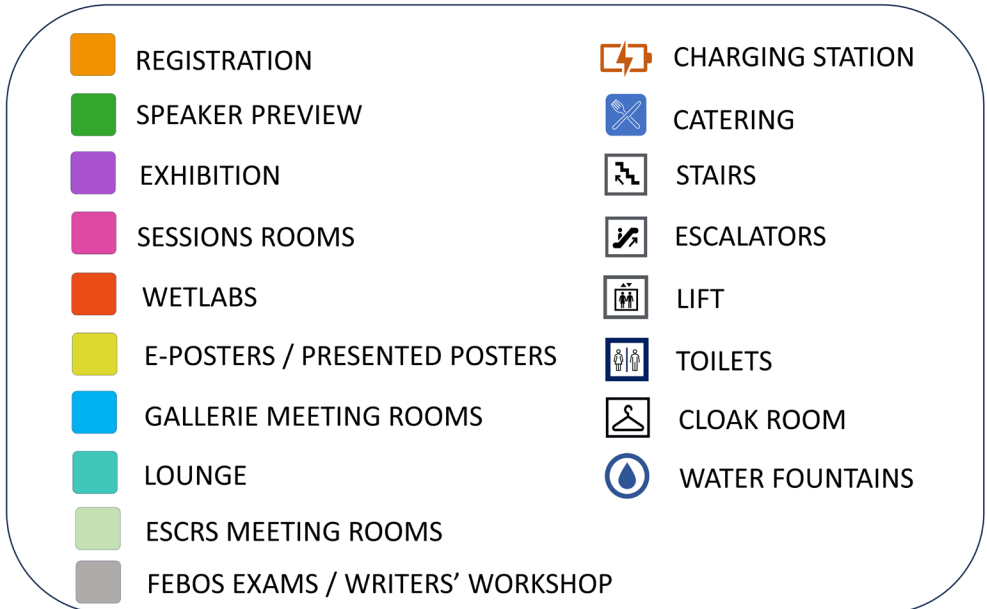 REGISTRATION
SPEAKER PREVIEW
EXHIBITION
SESSIONS ROOMS
WETLABS
E-POSTERS / PRESENTED POSTERS
GALLERIE MEETING ROOMS
LOUNGE
ESCRS MEETING ROOMS
FEBOS EXAMS / WRITERS’ WORKSHOP
CHARGING STATION
CATERING
STAIRS
ESCALATORS
LIFT
TOILETS
CLOAK ROOM
WATER FOUNTAINS